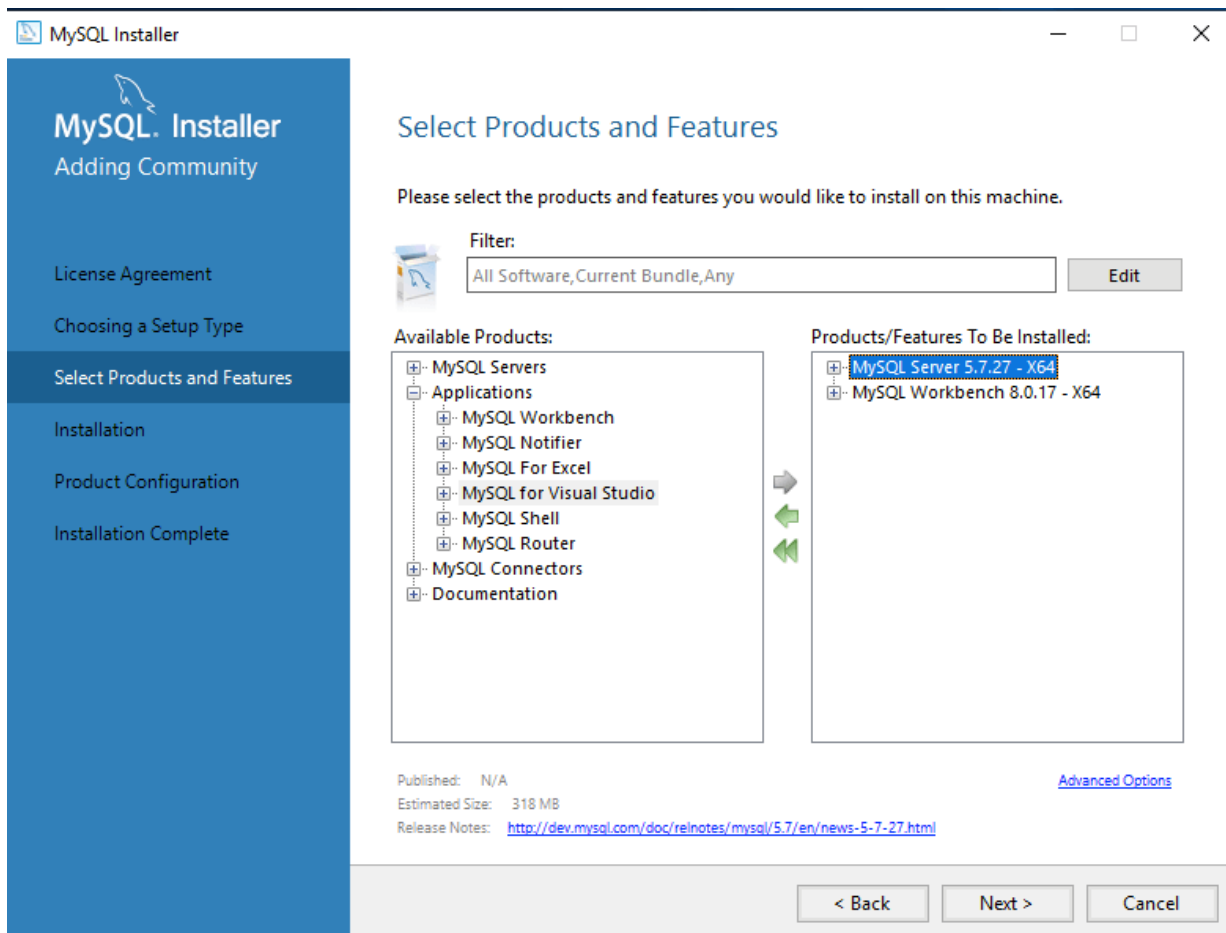 MySQL Installer
MySQL. Installer
Adding Community
License Agreement
Choosing a Setup Type
Select Products and Features
Installation
Product Configuration
Installation Complete
Select Products and Features
Please select the products and features you would like to install on this machine.
Filter:
All Software,Current Bundle,Any
Edit
Available Products:
MySQL Servers
Applications
MySQL Workbench
MySQL Notifier
MySQL For Excel
MySQL for Visual Studio
MySQL Shell
MySQL Router
MySQL Connectors
Documentation
Products/Features To Be Installed:
MySQL Server 5.7.27 - X64
MySQL Workbench 8.0.17 - X64
Published: N/A
Advanced Options
Estimated Size: 318 MB
Release Notes: http://dev.mysql.com/doc/relnotes/mysql/5.7/en/news-5-7-27.html
< Back
Next >
Cancel